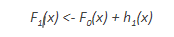 F₁(x) <- F₀(x) + h₁(x)